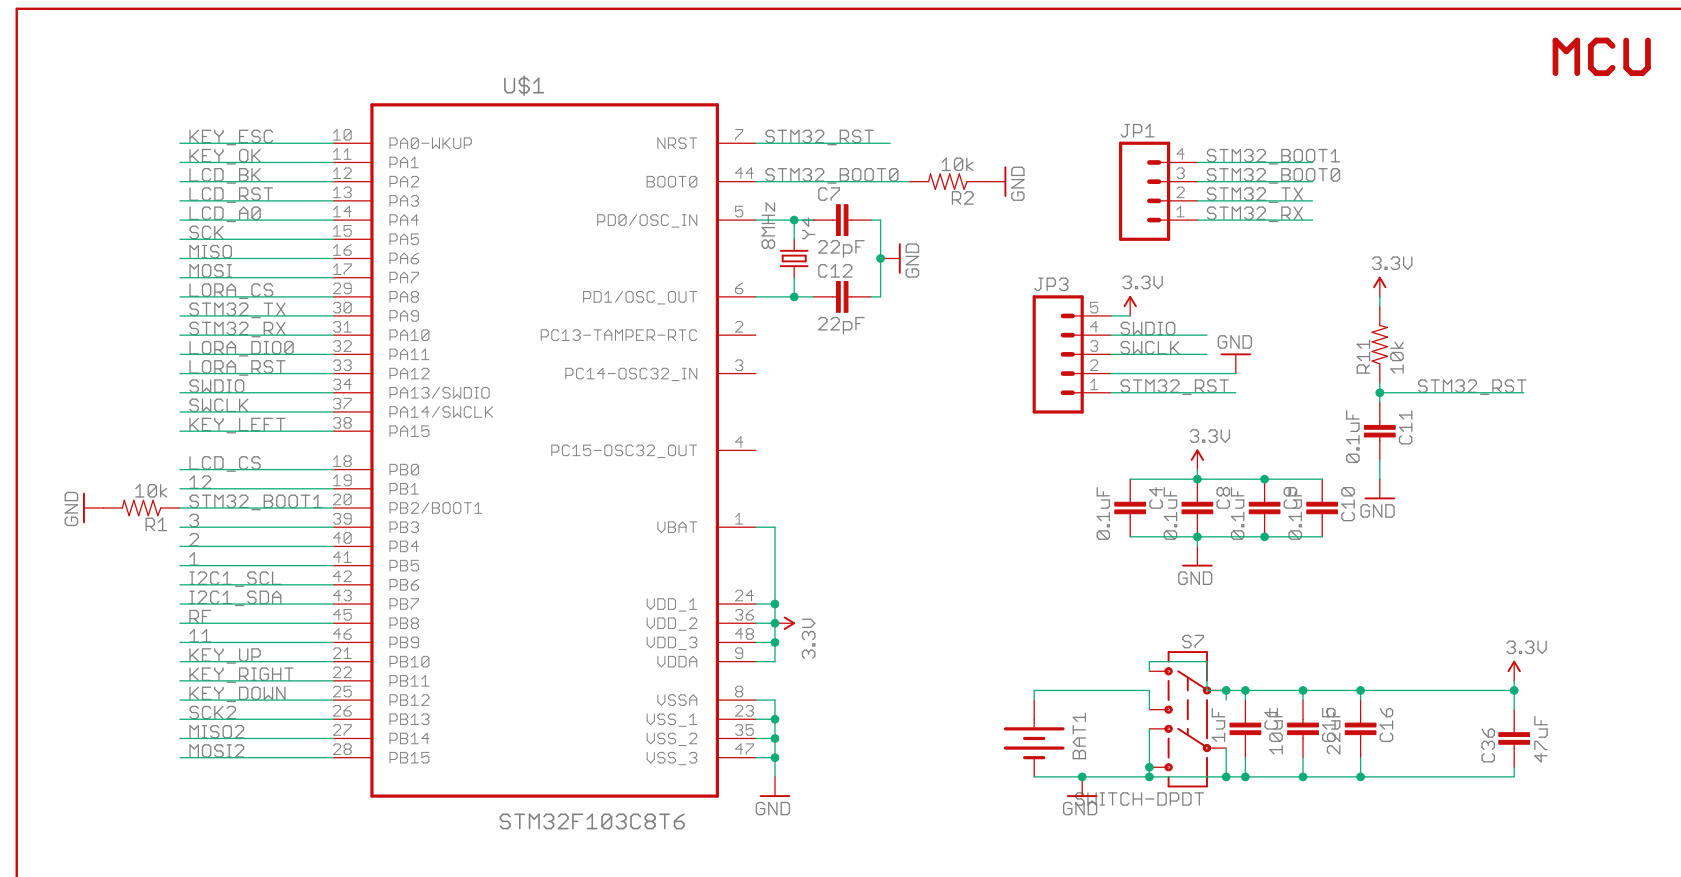 MCU
U$1
KEY_ESC 10 PA0-WKUP
KEY_OK 11 PA1
LCD_BK 12 PA2
LCD_RST 13 PA3
LCD_A0 14 PA4
SCK 15 PA5
MISO 16 PA6
MOSI 17 PA7
LORA_CS 29 PA8
STM32_TX 30 PA9
STM32_RX 31 PA10
LORA_DIO0 32 PA11
LORA_RST 33 PA12
SWDIO 34 PA13/SWDIO
SWCLK 37 PA14/SWCLK
KEY_LEFT 38 PA15
LCD_CS 18 PB0
12 19 PB1
GND 10k R1 STM32_BOOT1 20 PB2/BOOT1
3 39 PB3
2 40 PB4
1 41 PB5
I2C1_SCL 42 PB6
I2C1_SDA 43 PB7
RF 45 PB8
11 46 PB9
KEY_UP 21 PB10
KEY_RIGHT 22 PB11
KEY_DOWN 25 PB12
SCK2 26 PB13
MISO2 27 PB14
MOSI2 28 PB15
NRST 7 STM32_RST
BOOT0 44 STM32_BOOT0 10k R2 GND
PD0/OSC_IN 5
8MHz Y4
C7
22pF
C12
22pF
GND
PD1/OSC_OUT 6
PC13-TAMPER-RTC 2
PC14-OSC32_IN 3
PC15-OSC32_OUT 4
VBAT 1
VDD_1 24
VDD_2 36
VDD_3 48
VDDA 9
3.3V
VSSA 8
VSS_1 23
VSS_2 35
VSS_3 47
GND
STM32F103C8T6
JP1
4 STM32_BOOT1
3 STM32_BOOT0
2 STM32_TX
1 STM32_RX
JP3
5 3.3V
4 SWDIO
3 SWCLK
2 GND
1 STM32_RST
3.3V
R11 10k
STM32_RST
0.1uF C11
GND
3.3V
0.1uF C4
0.1uF C8
0.1uF C9
0.1uF C10
GND
S7
3.3V
BAT1
1uF
10uF
22uF
C16
C36 47uF
SWITCH-DPDT
GND